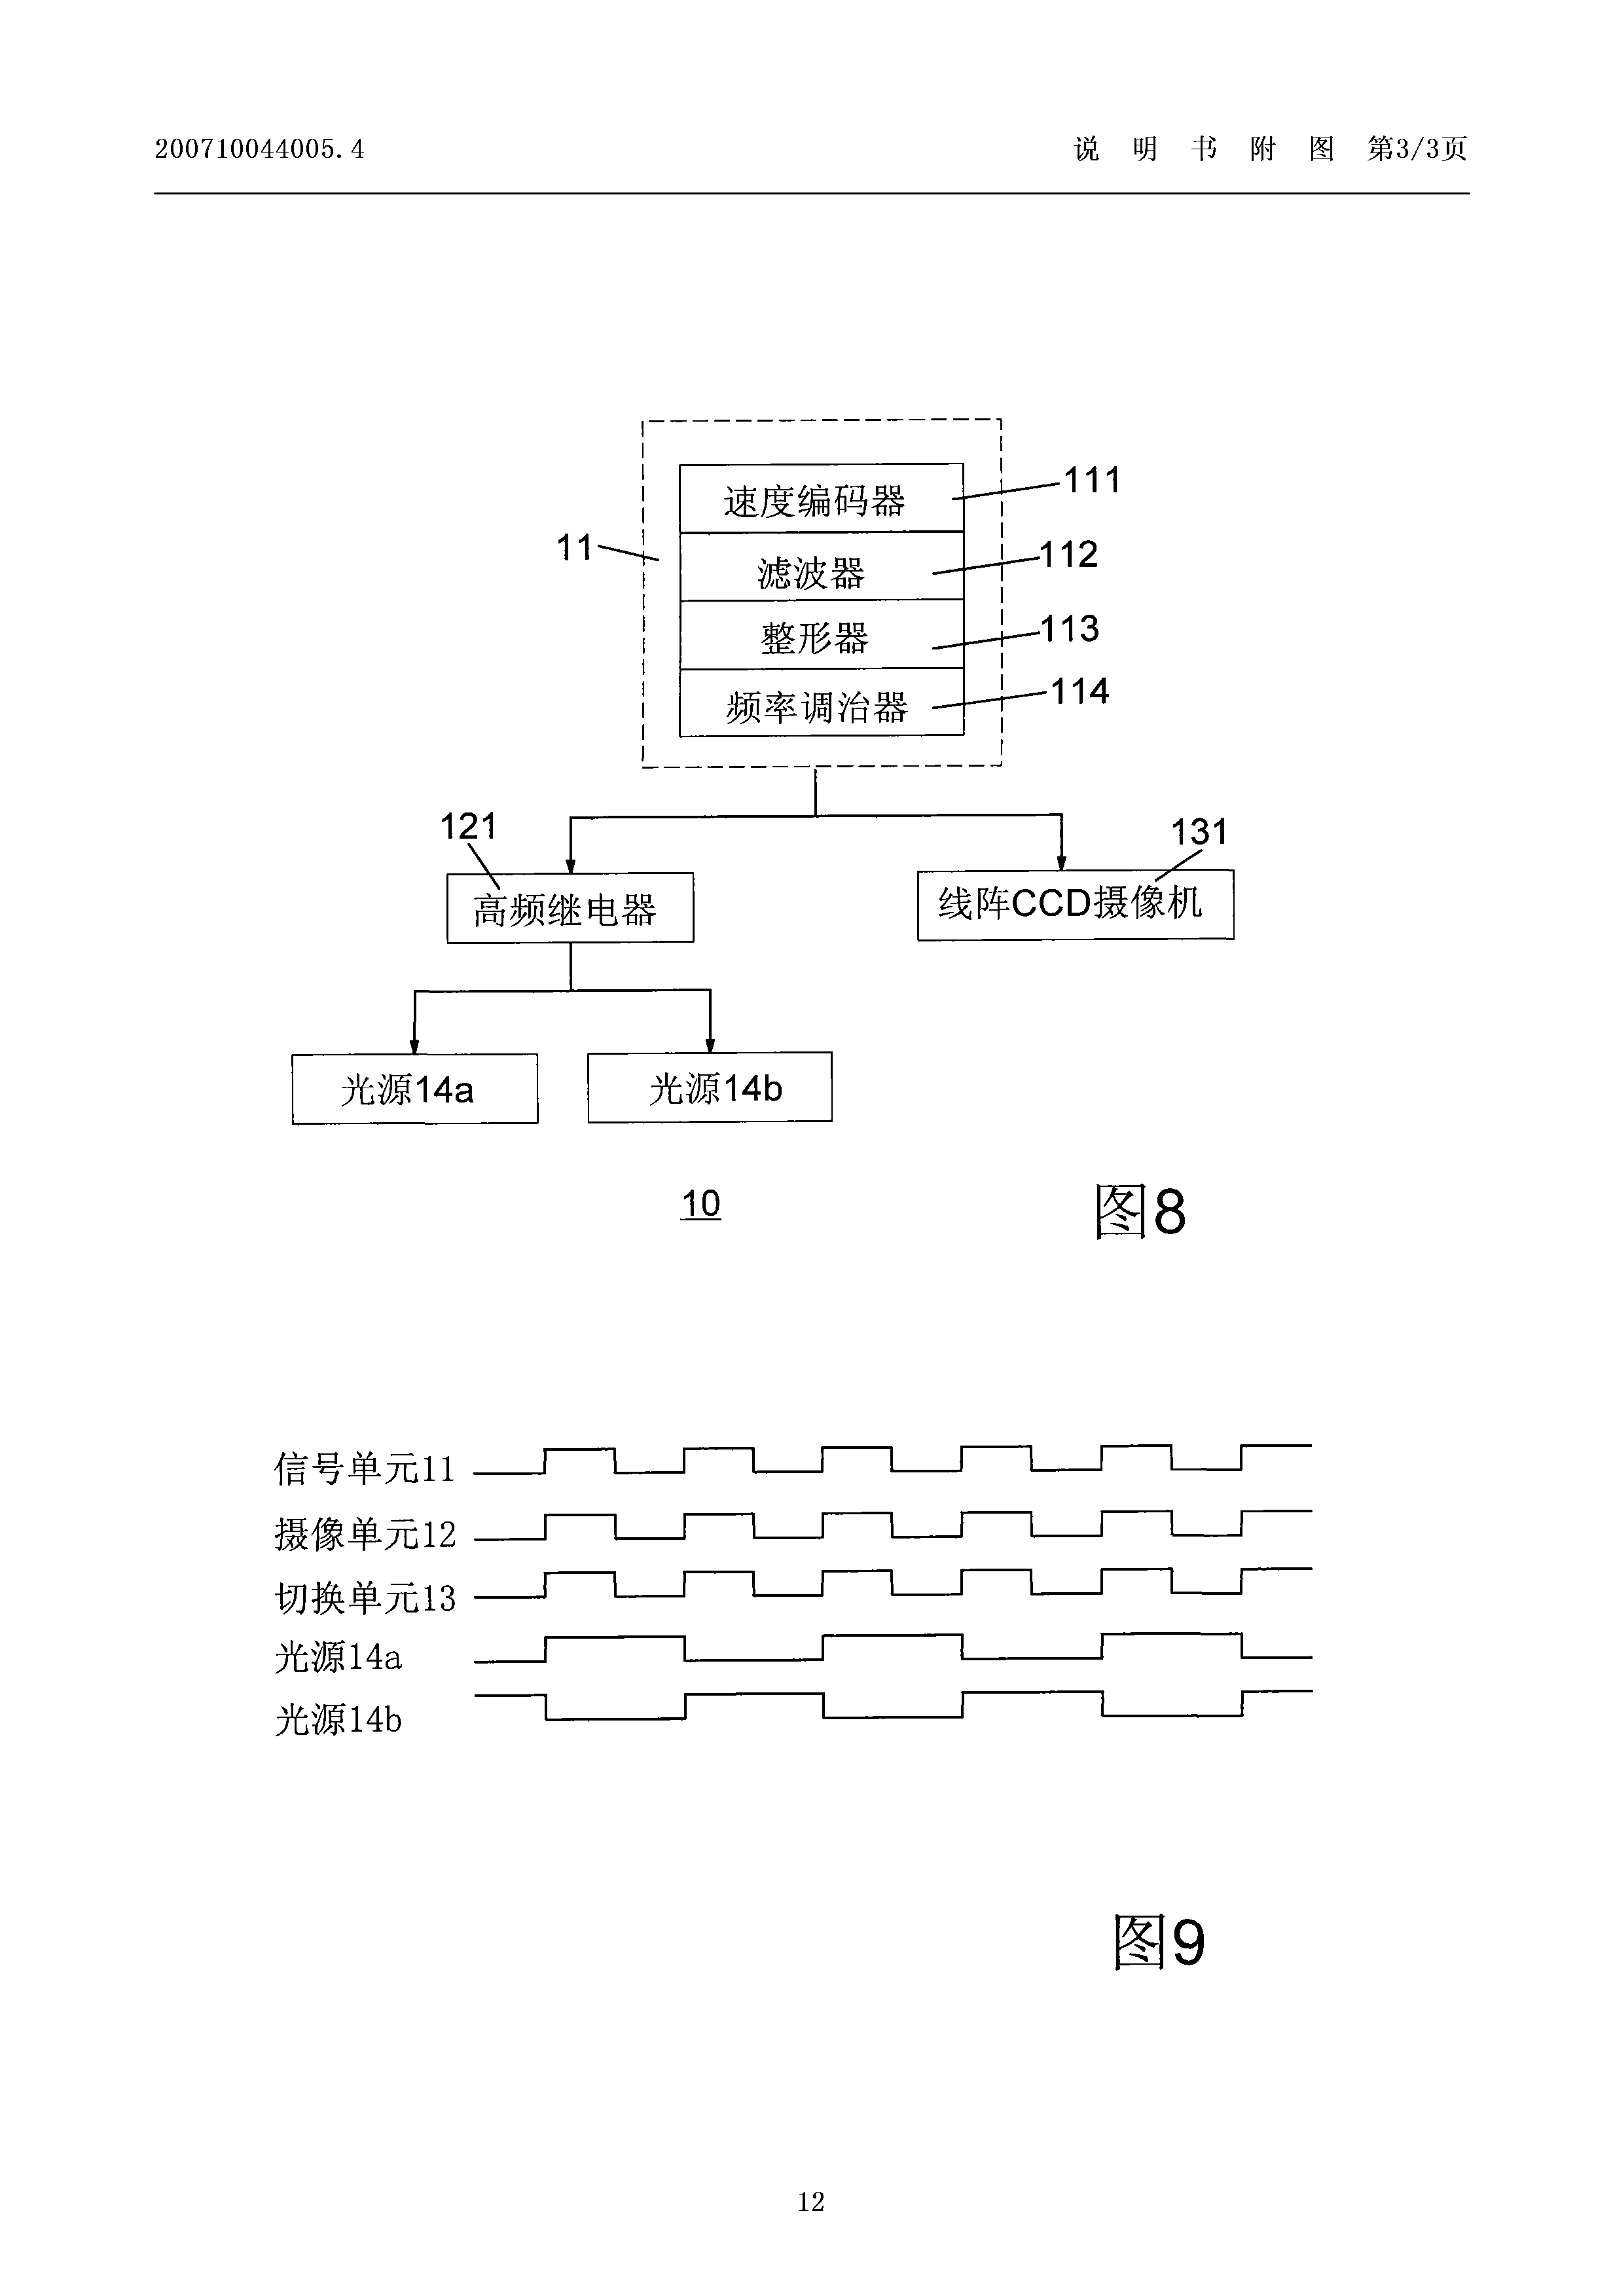 200710044005.4 说明书附图 第3/3页
速度编码器 111
11 滤波器 112
整形器 113
频率调治器 114
121 131
高频继电器 线阵CCD摄像机
光源14a 光源14b
10 图8
信号单元11
摄像单元12
切换单元13
光源14a
光源14b
图9
12